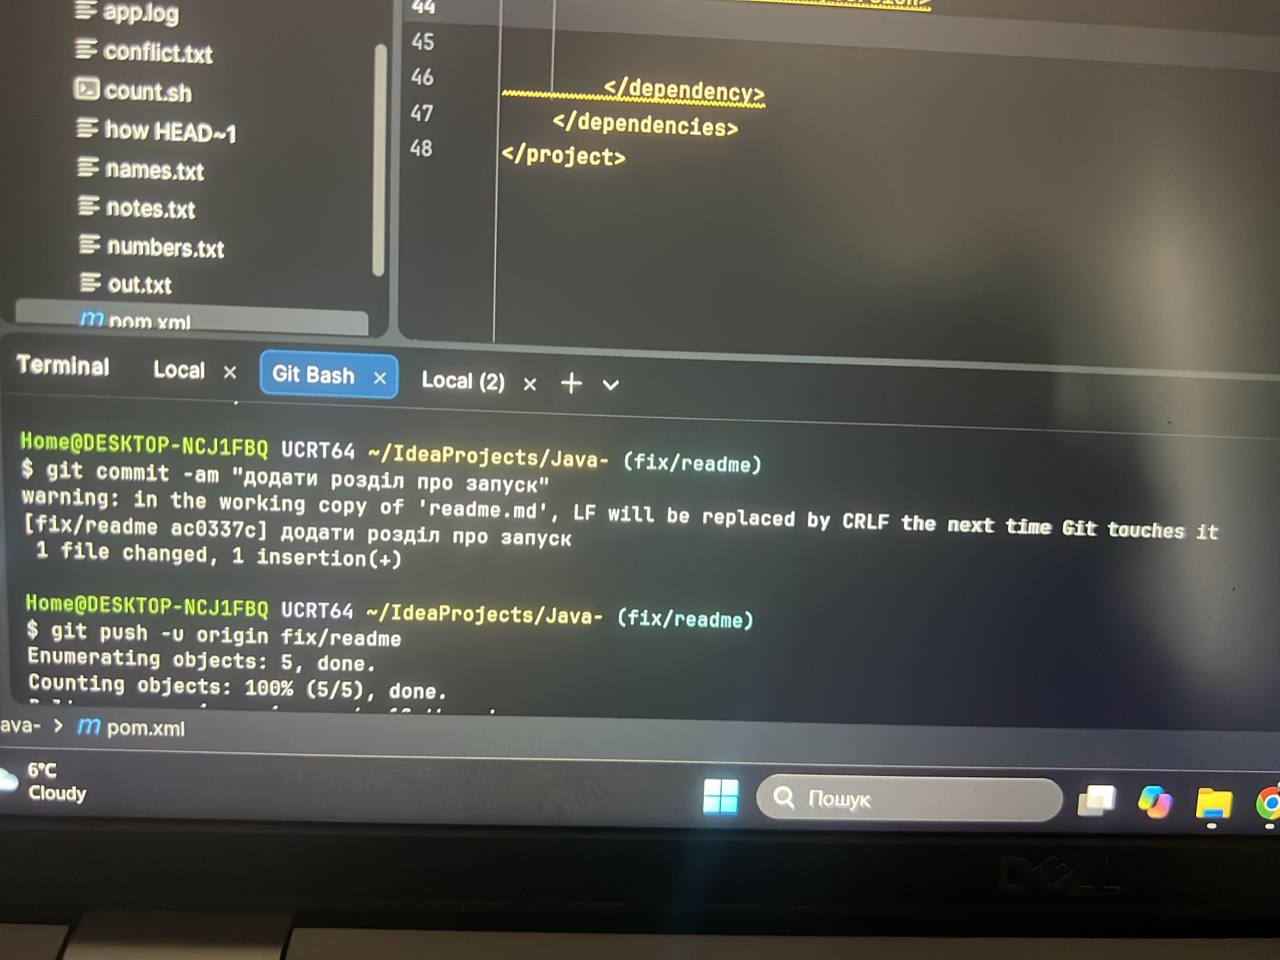 app.log
conflict.txt
count.sh
how HEAD~1
names.txt
notes.txt
numbers.txt
out.txt
pom.xml
44
45
46 </dependency>
47 </dependencies>
48 </project>
Terminal Local × Git Bash × Local (2) × +
Home@DESKTOP-NCJ1FBQ UCRT64 ~/IdeaProjects/Java- (fix/readme)
$ git commit -am "додати розділ про запуск"
warning: in the working copy of 'readme.md', LF will be replaced by CRLF the next time Git touches it
[fix/readme ac0337c] додати розділ про запуск
1 file changed, 1 insertion(+)
Home@DESKTOP-NCJ1FBQ UCRT64 ~/IdeaProjects/Java- (fix/readme)
$ git push -u origin fix/readme
Enumerating objects: 5, done.
Counting objects: 100% (5/5), done.
ava- > m pom.xml
6°C
Cloudy
Пошук
DELL